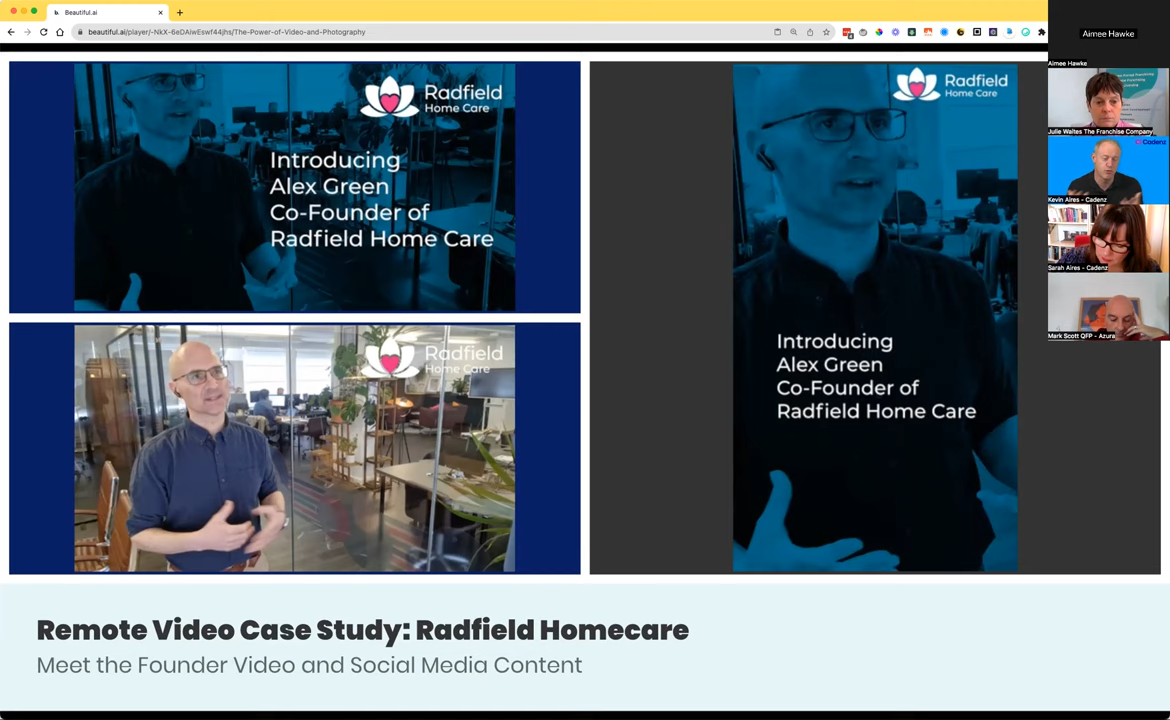 Beautiful.ai
beautiful.ai/player/-NkX-6eDAiwEswf44jhs/The-Power-of-Video-and-Photography
Radfield
Home Care
Introducing
Alex Green
Co-Founder of
Radfield Home Care
Radfield
Home Care
Radfield
Home Care
Introducing
Alex Green
Co-Founder of
Radfield Home Care
Remote Video Case Study: Radfield Homecare
Meet the Founder Video and Social Media Content
Aimee Hawke
Aimee Hawke
Julie Waites The Franchise Company
Cadenz
Kevin Aires - Cadenz
Sarah Aires - Cadenz
Mark Scott QFP - Azura